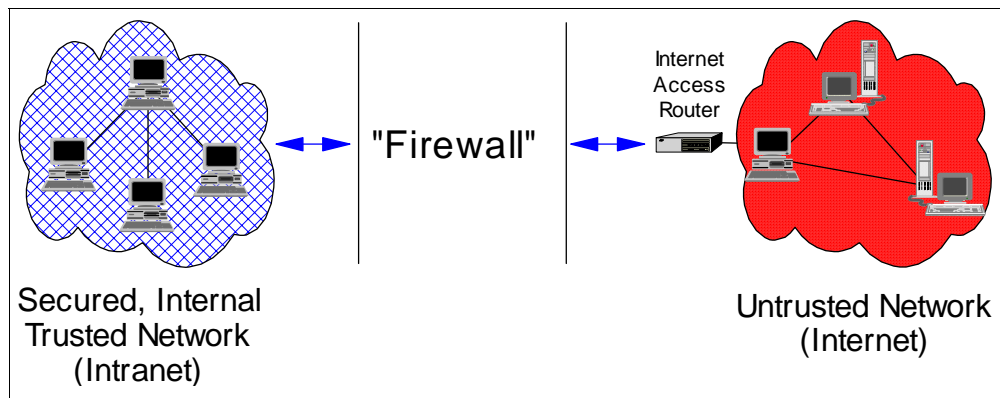 Internet
Access
Router
"Firewall"
Secured, Internal
Trusted Network
(Intranet)
Untrusted Network
(Internet)